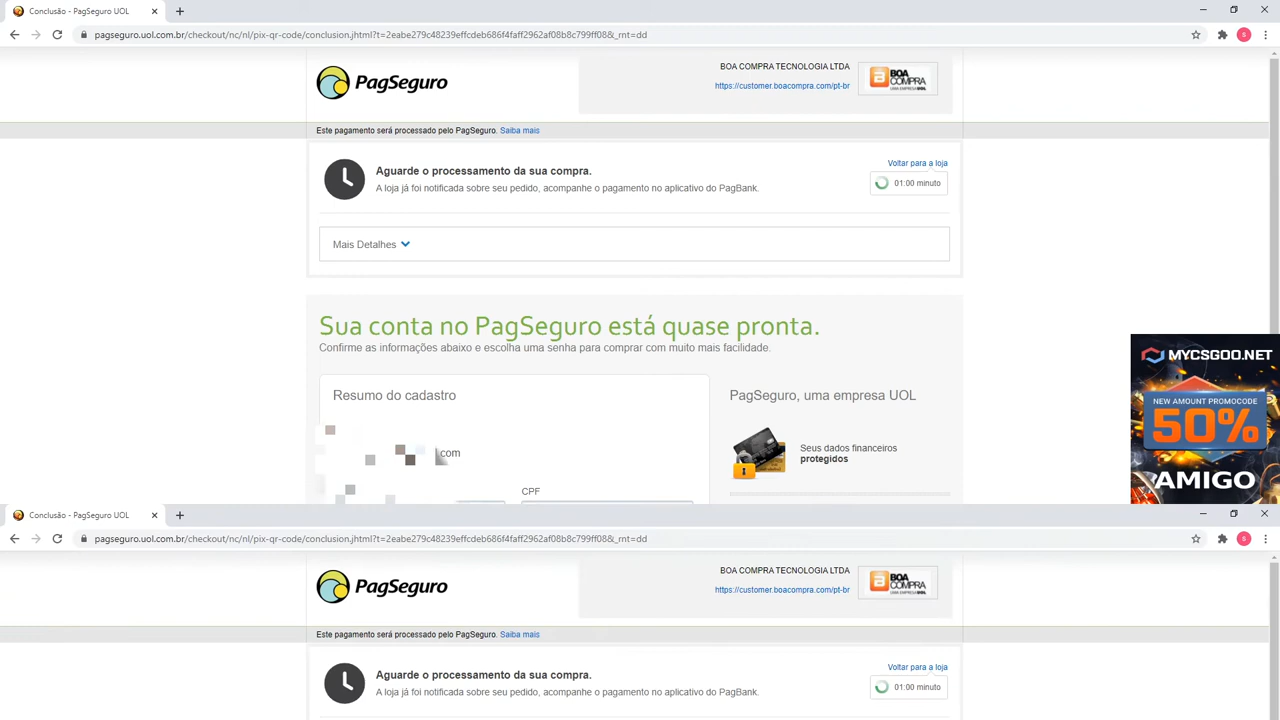 Conclusão - PagSeguro UOL
pagseguro.uol.com.br/checkout/nc/nl/pix-qr-code/conclusion.jhtml?t=2eabe279c48239effcdeb686f4faff2962af08b8c799ff08&_rnt=dd
S
PagSeguro
BOA COMPRA TECNOLOGIA LTDA
https://customer.boacompra.com/pt-br
BOA COMPRA
UMA EMPRESA UOL
Este pagamento será processado pelo PagSeguro. Saiba mais
Voltar para a loja
Aguarde o processamento da sua compra.
01:00 minuto
A loja já foi notificada sobre seu pedido, acompanhe o pagamento no aplicativo do PagBank.
Mais Detalhes
Sua conta no PagSeguro está quase pronta.
Confirme as informações abaixo e escolha uma senha para comprar com muito mais facilidade.
MYCSGOO.NET
NEW AMOUNT PROMOCODE
50%
AMIGO
Resumo do cadastro
PagSeguro, uma empresa UOL
Seus dados financeiros
protegidos
com
CPF
Conclusão - PagSeguro UOL
pagseguro.uol.com.br/checkout/nc/nl/pix-qr-code/conclusion.jhtml?t=2eabe279c48239effcdeb686f4faff2962af08b8c799ff08&_rnt=dd
S
PagSeguro
BOA COMPRA TECNOLOGIA LTDA
https://customer.boacompra.com/pt-br
BOA COMPRA
UMA EMPRESA UOL
Este pagamento será processado pelo PagSeguro. Saiba mais
Voltar para a loja
Aguarde o processamento da sua compra.
01:00 minuto
A loja já foi notificada sobre seu pedido, acompanhe o pagamento no aplicativo do PagBank.